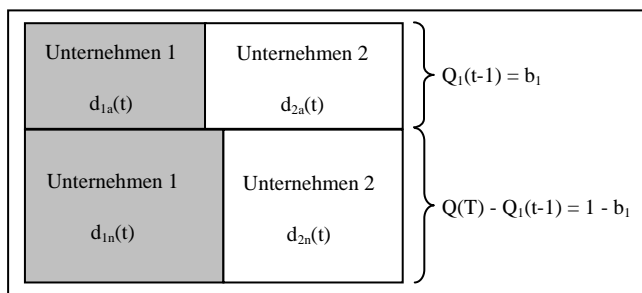 Unternehmen 1
Unternehmen 2
d1a(t)
d2a(t)
Q1(t-1) = b1
Unternehmen 1
Unternehmen 2
d1n(t)
d2n(t)
Q(T) - Q1(t-1) = 1 - b1